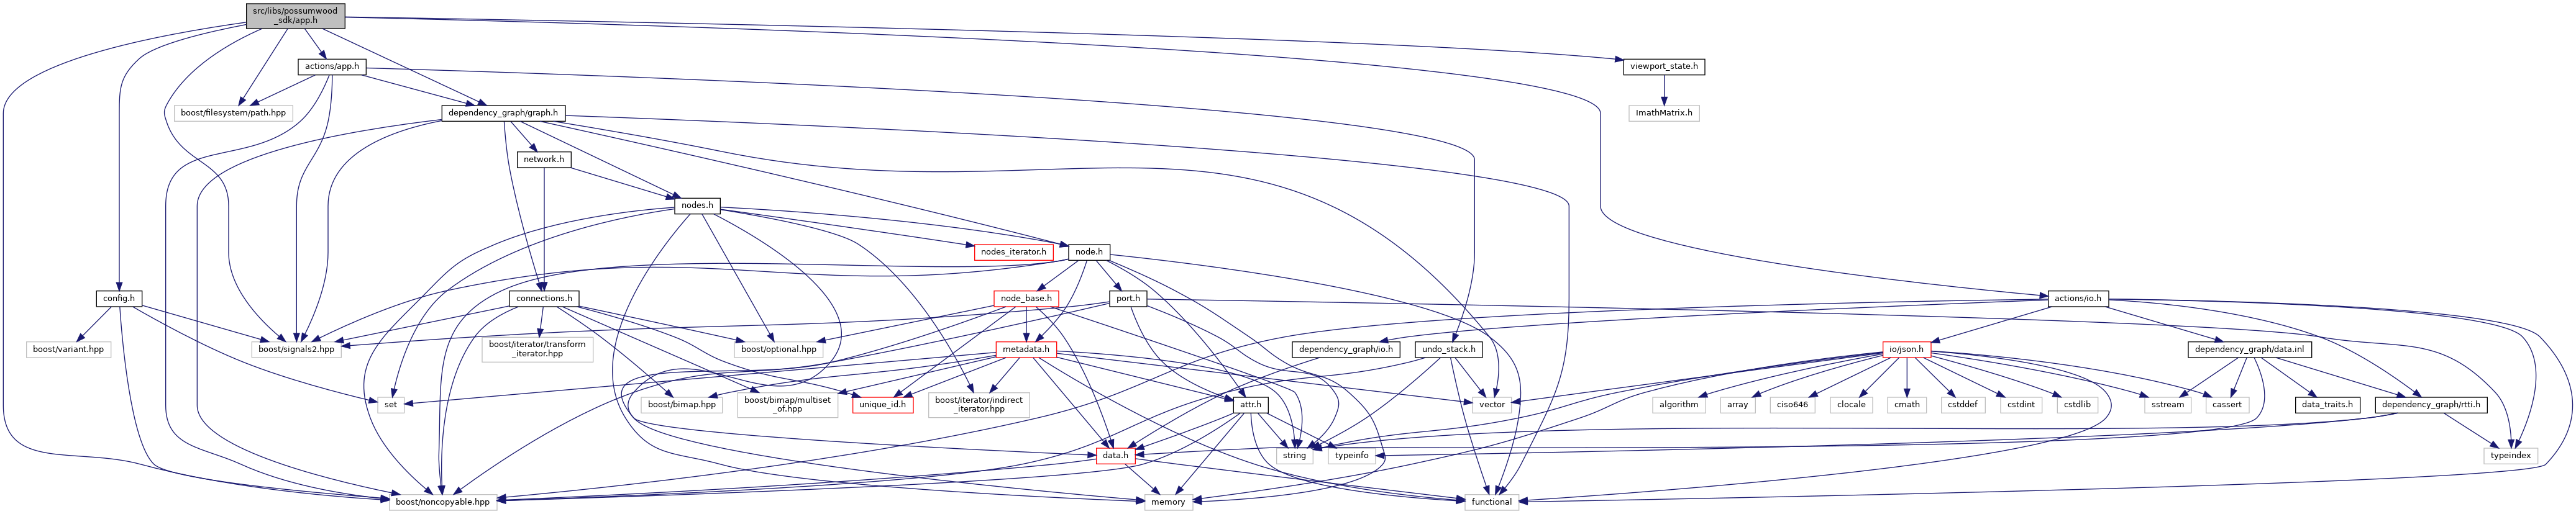 src/libs/possumwood
_sdk/app.h
actions/app.h
viewport_state.h
boost/filesystem/path.hpp
dependency_graph/graph.h
ImathMatrix.h
network.h
nodes.h
nodes_iterator.h
node.h
config.h
connections.h
node_base.h
port.h
actions/io.h
boost/variant.hpp
boost/signals2.hpp
boost/iterator/transform
_iterator.hpp
boost/optional.hpp
metadata.h
dependency_graph/io.h
undo_stack.h
io/json.h
dependency_graph/data.inl
set
boost/bimap.hpp
boost/bimap/multiset
_of.hpp
unique_id.h
boost/iterator/indirect
_iterator.hpp
attr.h
vector
algorithm
array
ciso646
clocale
cmath
cstddef
cstdint
cstdlib
sstream
cassert
data_traits.h
dependency_graph/rtti.h
data.h
string
typeinfo
typeindex
boost/noncopyable.hpp
memory
functional